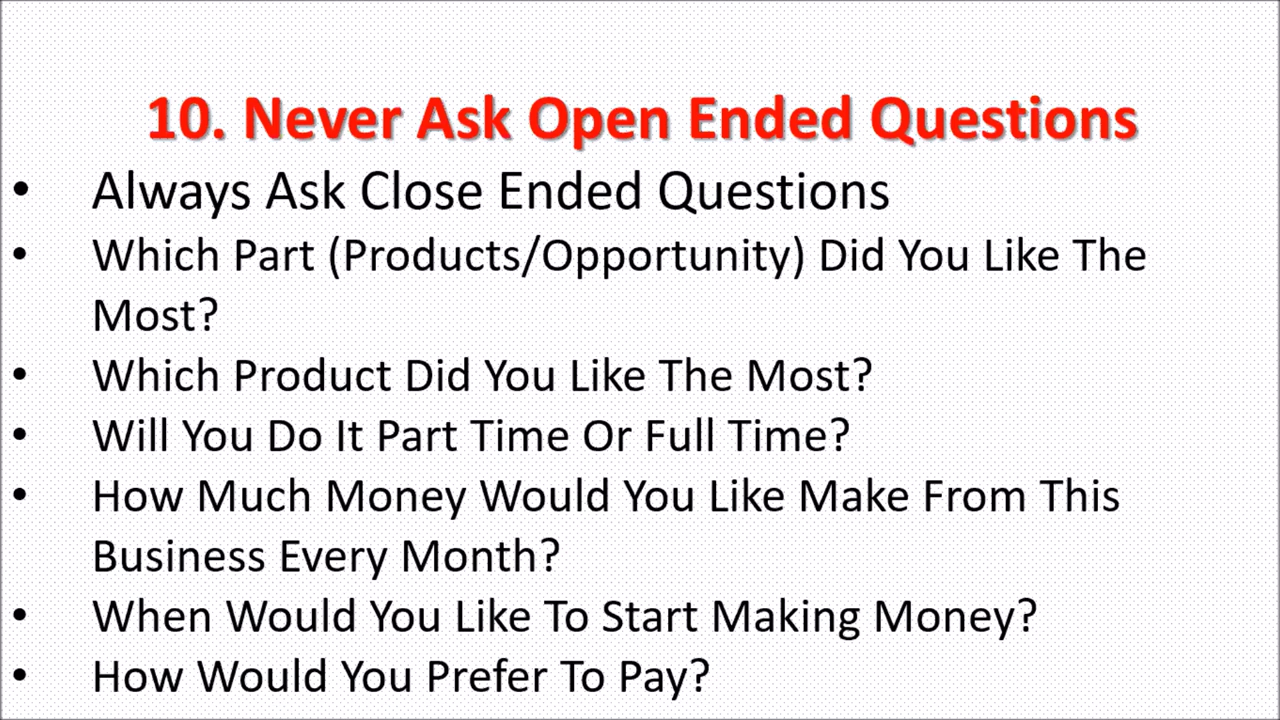 10. Never Ask Open Ended Questions
• Always Ask Close Ended Questions
• Which Part (Products/Opportunity) Did You Like The
Most?
• Which Product Did You Like The Most?
• Will You Do It Part Time Or Full Time?
• How Much Money Would You Like Make From This
Business Every Month?
• When Would You Like To Start Making Money?
• How Would You Prefer To Pay?